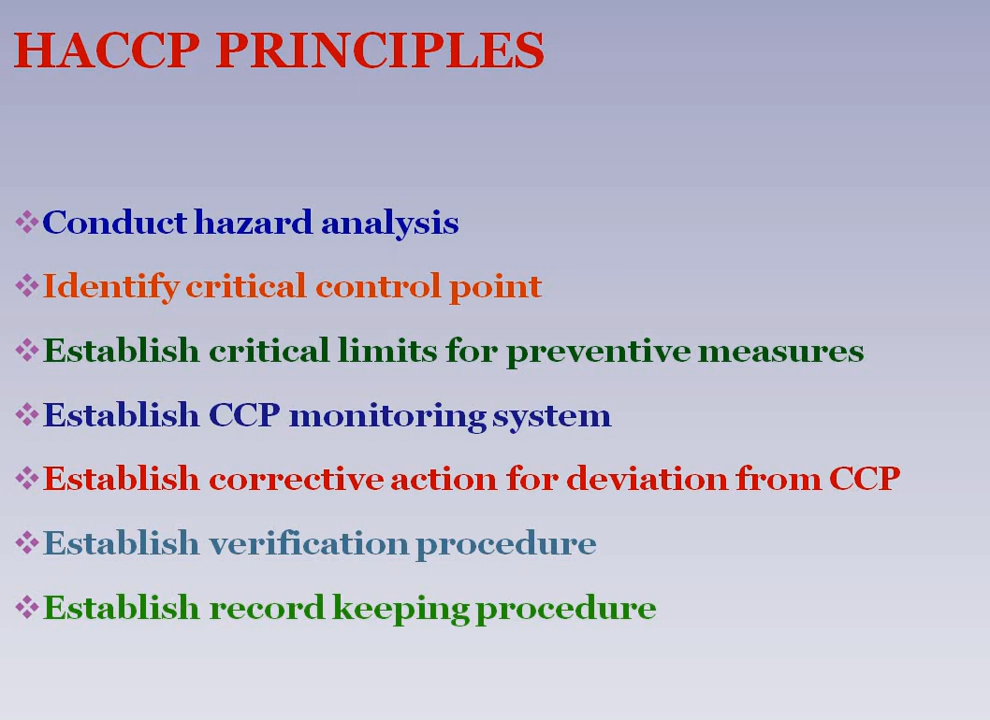 HACCP PRINCIPLES
Conduct hazard analysis
Identify critical control point
Establish critical limits for preventive measures
Establish CCP monitoring system
Establish corrective action for deviation from CCP
Establish verification procedure
Establish record keeping procedure